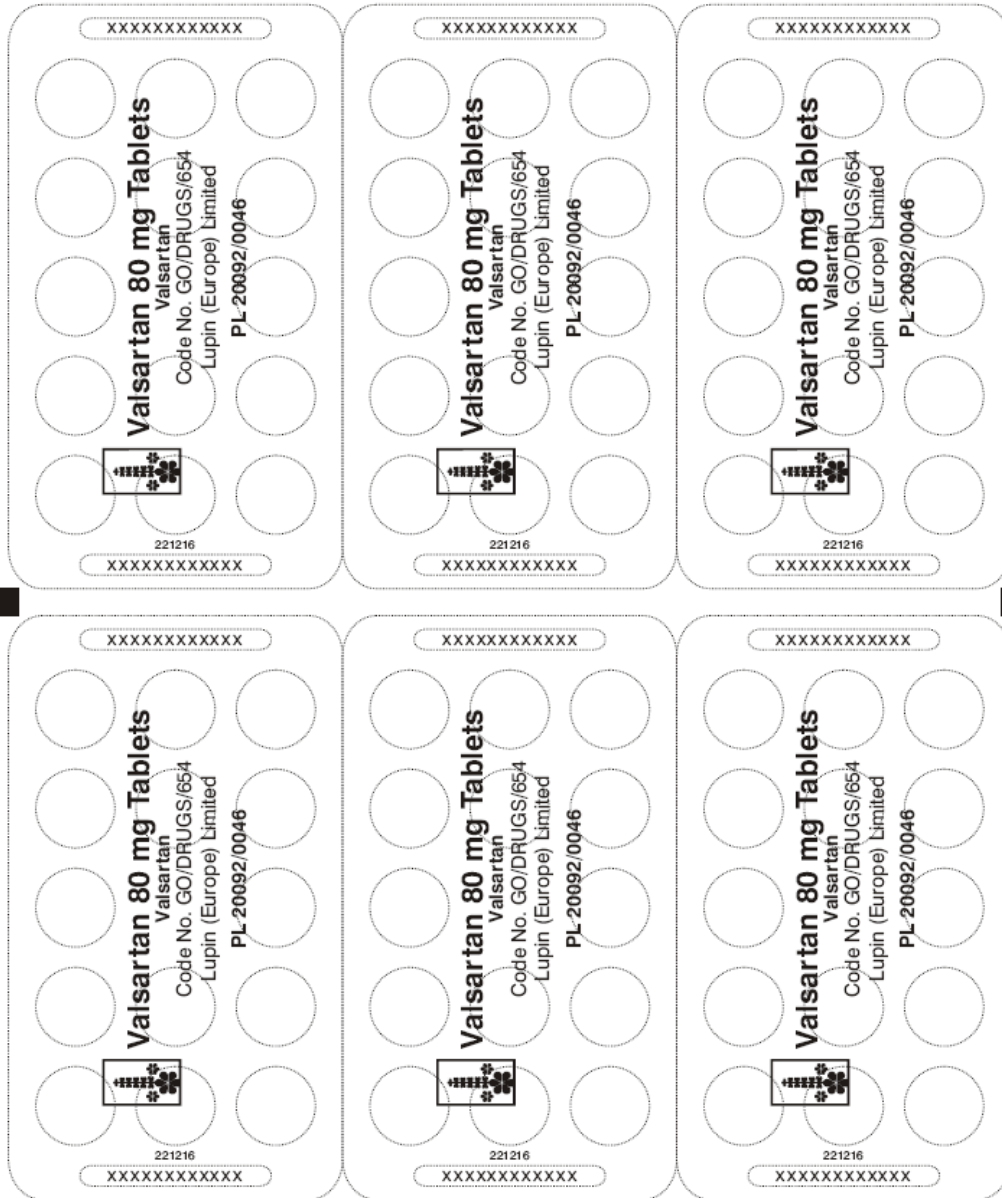 XXXXXXXXXXXX
Valsartan 80 mg Tablets
Valsartan
Code No. GO/DRUGS/654
Lupin (Europe) Limited
PL 20092/0046
221216
XXXXXXXXXXXX
XXXXXXXXXXXX
Valsartan 80 mg Tablets
Valsartan
Code No. GO/DRUGS/654
Lupin (Europe) Limited
PL 20092/0046
221216
XXXXXXXXXXXX
XXXXXXXXXXXX
Valsartan 80 mg Tablets
Valsartan
Code No. GO/DRUGS/654
Lupin (Europe) Limited
PL 20092/0046
221216
XXXXXXXXXXXX
XXXXXXXXXXXX
Valsartan 80 mg Tablets
Valsartan
Code No. GO/DRUGS/654
Lupin (Europe) Limited
PL 20092/0046
221216
XXXXXXXXXXXX
XXXXXXXXXXXX
Valsartan 80 mg Tablets
Valsartan
Code No. GO/DRUGS/654
Lupin (Europe) Limited
PL 20092/0046
221216
XXXXXXXXXXXX
XXXXXXXXXXXX
Valsartan 80 mg Tablets
Valsartan
Code No. GO/DRUGS/654
Lupin (Europe) Limited
PL 20092/0046
221216
XXXXXXXXXXXX